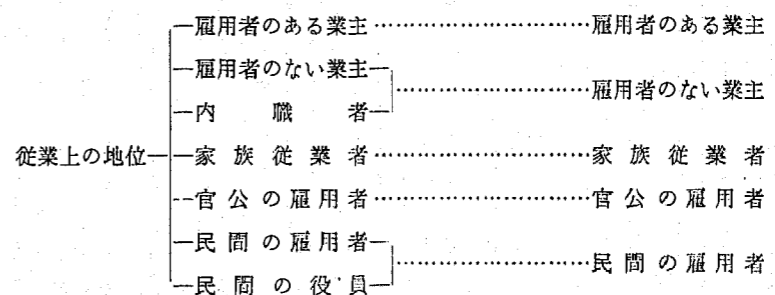 雇用者のある業主……………………雇用者のある業主
雇用者のない業主
……………………雇用者のない業主
内職者
従業上の地位 家族従業者……………………家族従業者
官公の雇用者……………………官公の雇用者
民間の雇用者
……………………民間の雇用者
民間の役員